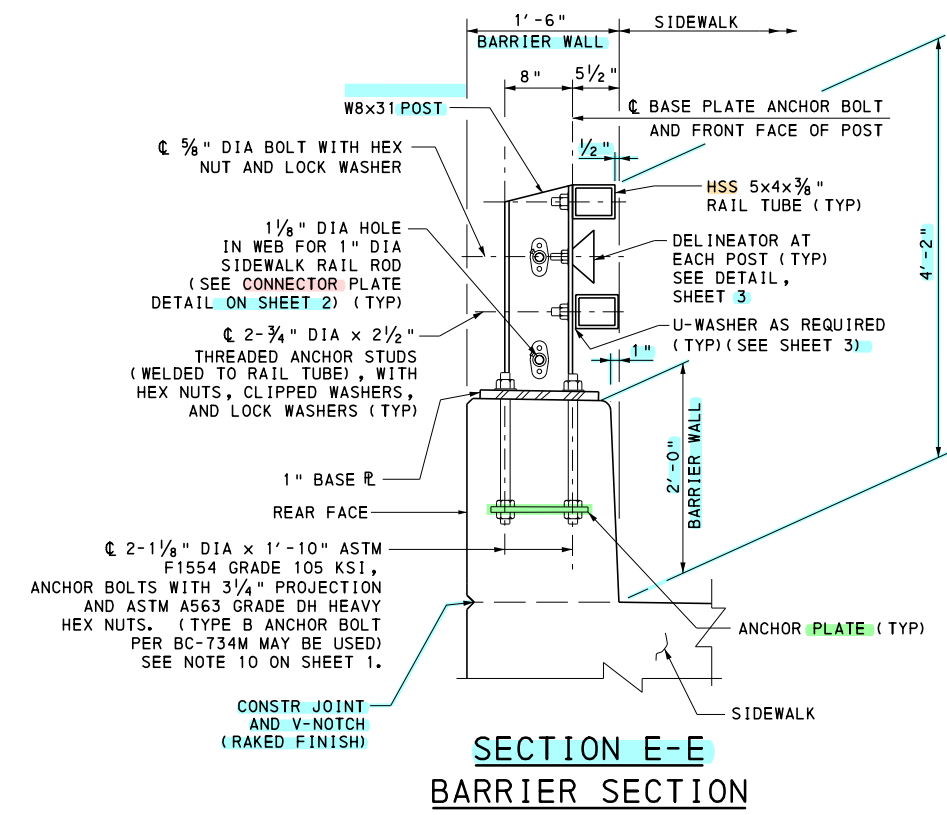 1'-6"
SIDEWALK
BARRIER WALL
8"
5½"
W8x31 POST
℄ BASE PLATE ANCHOR BOLT
AND FRONT FACE OF POST
℄ ⅝" DIA BOLT WITH HEX
NUT AND LOCK WASHER
½"
HSS 5x4x⅜"
RAIL TUBE (TYP)
1⅛" DIA HOLE
IN WEB FOR 1" DIA
SIDEWALK RAIL ROD
(SEE CONNECTOR PLATE
DETAIL ON SHEET 2) (TYP)
DELINEATOR AT
EACH POST (TYP)
SEE DETAIL,
SHEET 3
4'-2"
℄ 2-¾" DIA x 2½"
THREADED ANCHOR STUDS
(WELDED TO RAIL TUBE), WITH
HEX NUTS, CLIPPED WASHERS,
AND LOCK WASHERS (TYP)
U-WASHER AS REQUIRED
(TYP)(SEE SHEET 3)
1"
2'-0"
BARRIER WALL
1" BASE ⅊
REAR FACE
℄ 2-1⅛" DIA x 1'-10" ASTM
F1554 GRADE 105 KSI,
ANCHOR BOLTS WITH 3¼" PROJECTION
AND ASTM A563 GRADE DH HEAVY
HEX NUTS. (TYPE B ANCHOR BOLT
PER BC-734M MAY BE USED)
SEE NOTE 10 ON SHEET 1.
ANCHOR PLATE (TYP)
CONSTR JOINT
AND V-NOTCH
(RAKED FINISH)
SIDEWALK
SECTION E-E
BARRIER SECTION